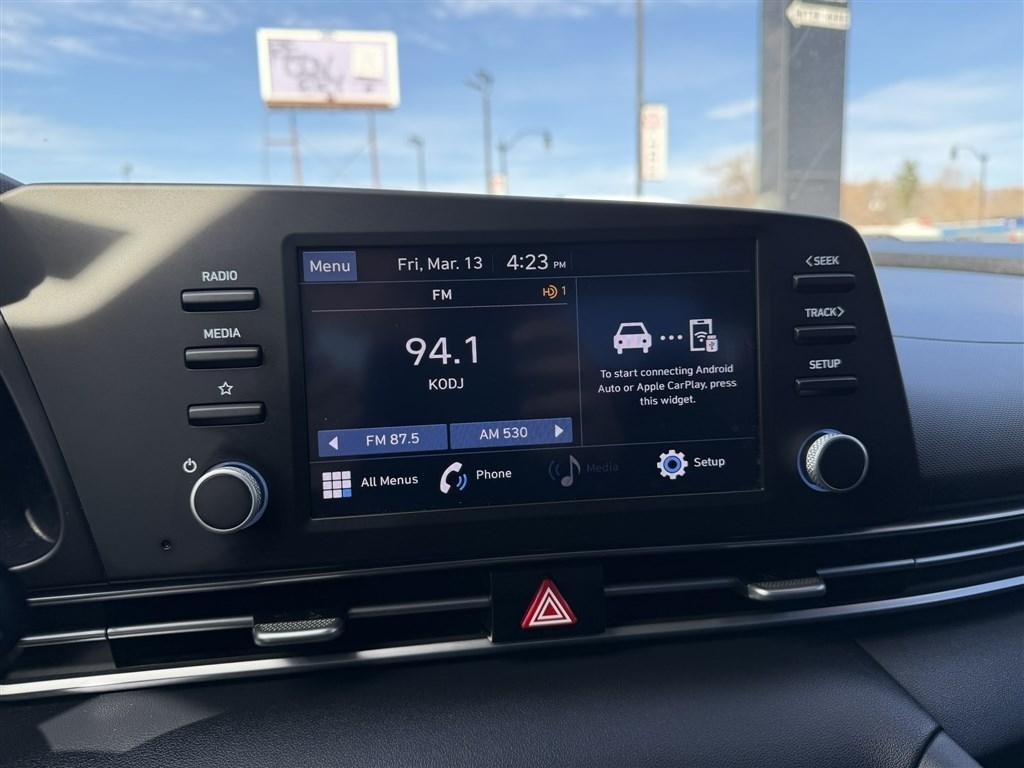 RADIO
MEDIA
Menu
Fri, Mar. 13
4:23 PM
FM
HD 1
94.1
KODJ
FM 87.5
AM 530
To start connecting Android
Auto or Apple CarPlay, press
this widget.
All Menus
Phone
Media
Setup
<SEEK
TRACK>
SETUP